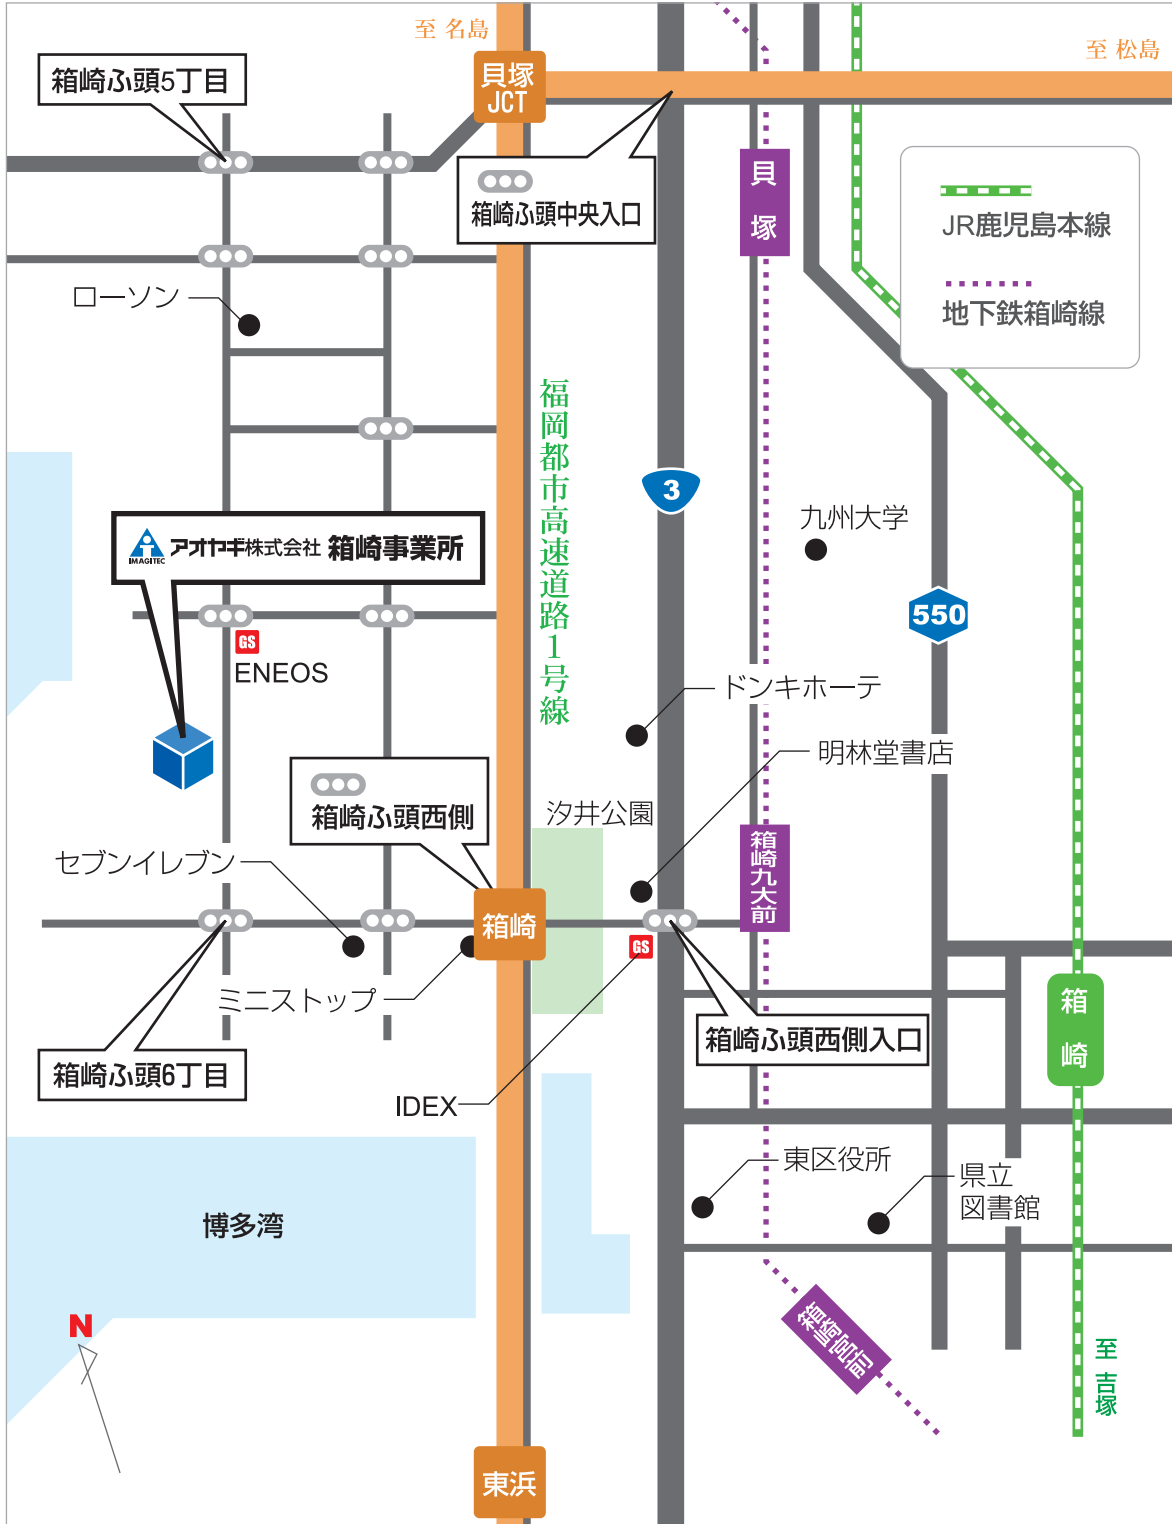 至 名島
至 松島
箱崎ふ頭5丁目
貝塚
JCT
貝塚
箱崎ふ頭中央入口
JR鹿児島本線
地下鉄箱崎線
ローソン
福岡都市高速道路1号線
3
九州大学
IMAGITEC
アオヤギ株式会社 箱崎事業所
550
GS
ENEOS
ドンキホーテ
明林堂書店
箱崎ふ頭西側
汐井公園
セブンイレブン
箱崎九大前
箱崎
GS
ミニストップ
箱崎
箱崎ふ頭西側入口
箱崎ふ頭6丁目
IDEX
東区役所
県立
図書館
博多湾
箱崎宮前
N
至 吉塚
東浜